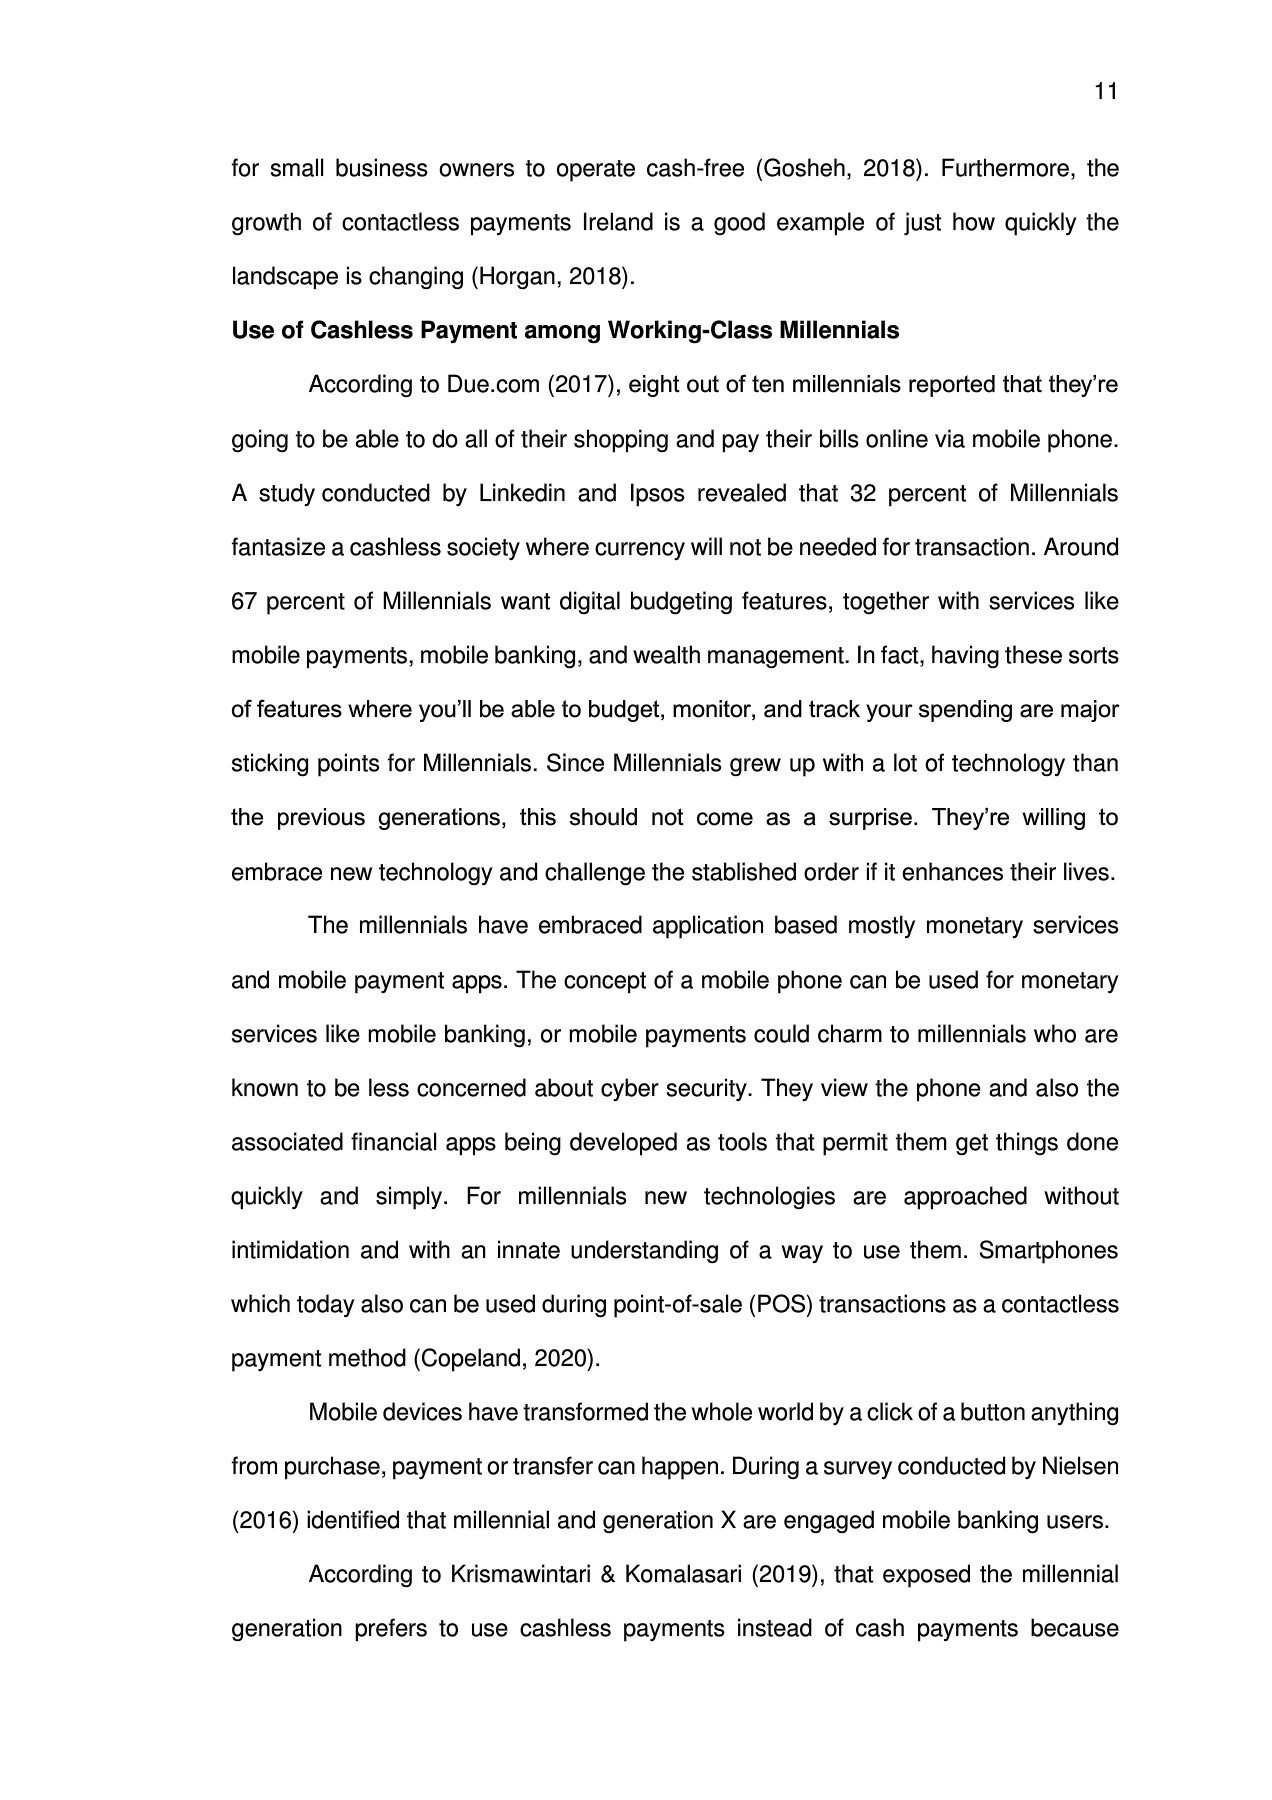 11
for small business owners to operate cash-free (Gosheh, 2018). Furthermore, the
growth of contactless payments Ireland is a good example of just how quickly the
landscape is changing (Horgan, 2018).
Use of Cashless Payment among Working-Class Millennials
According to Due.com (2017), eight out of ten millennials reported that they’re
going to be able to do all of their shopping and pay their bills online via mobile phone.
A study conducted by Linkedin and Ipsos revealed that 32 percent of Millennials
fantasize a cashless society where currency will not be needed for transaction. Around
67 percent of Millennials want digital budgeting features, together with services like
mobile payments, mobile banking, and wealth management. In fact, having these sorts
of features where you’ll be able to budget, monitor, and track your spending are major
sticking points for Millennials. Since Millennials grew up with a lot of technology than
the previous generations, this should not come as a surprise. They’re willing to
embrace new technology and challenge the stablished order if it enhances their lives.
The millennials have embraced application based mostly monetary services
and mobile payment apps. The concept of a mobile phone can be used for monetary
services like mobile banking, or mobile payments could charm to millennials who are
known to be less concerned about cyber security. They view the phone and also the
associated financial apps being developed as tools that permit them get things done
quickly and simply. For millennials new technologies are approached without
intimidation and with an innate understanding of a way to use them. Smartphones
which today also can be used during point-of-sale (POS) transactions as a contactless
payment method (Copeland, 2020).
Mobile devices have transformed the whole world by a click of a button anything
from purchase, payment or transfer can happen. During a survey conducted by Nielsen
(2016) identified that millennial and generation X are engaged mobile banking users.
According to Krismawintari & Komalasari (2019), that exposed the millennial
generation prefers to use cashless payments instead of cash payments because